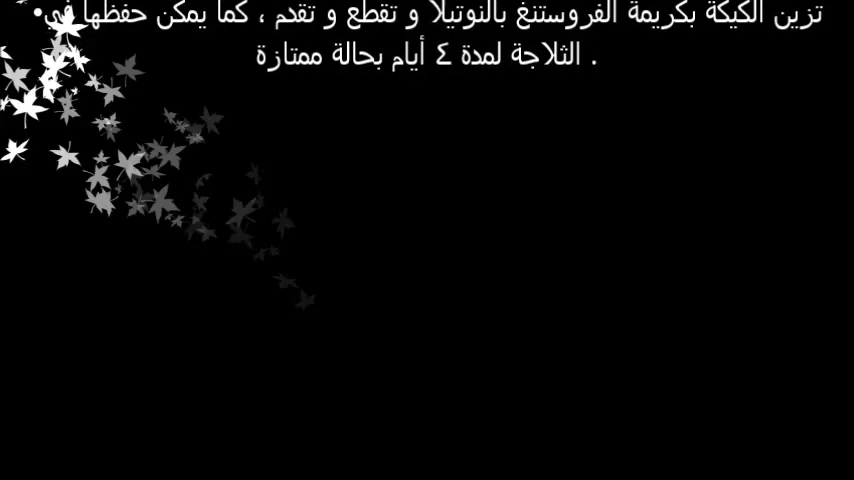 تزين الكيكة بكريمة الفروستنغ بالنوتيلا و تقطع و تقدم ، كما يمكن حفظها في•
الثلاجة لمدة ٤ أيام بحالة ممتازة .